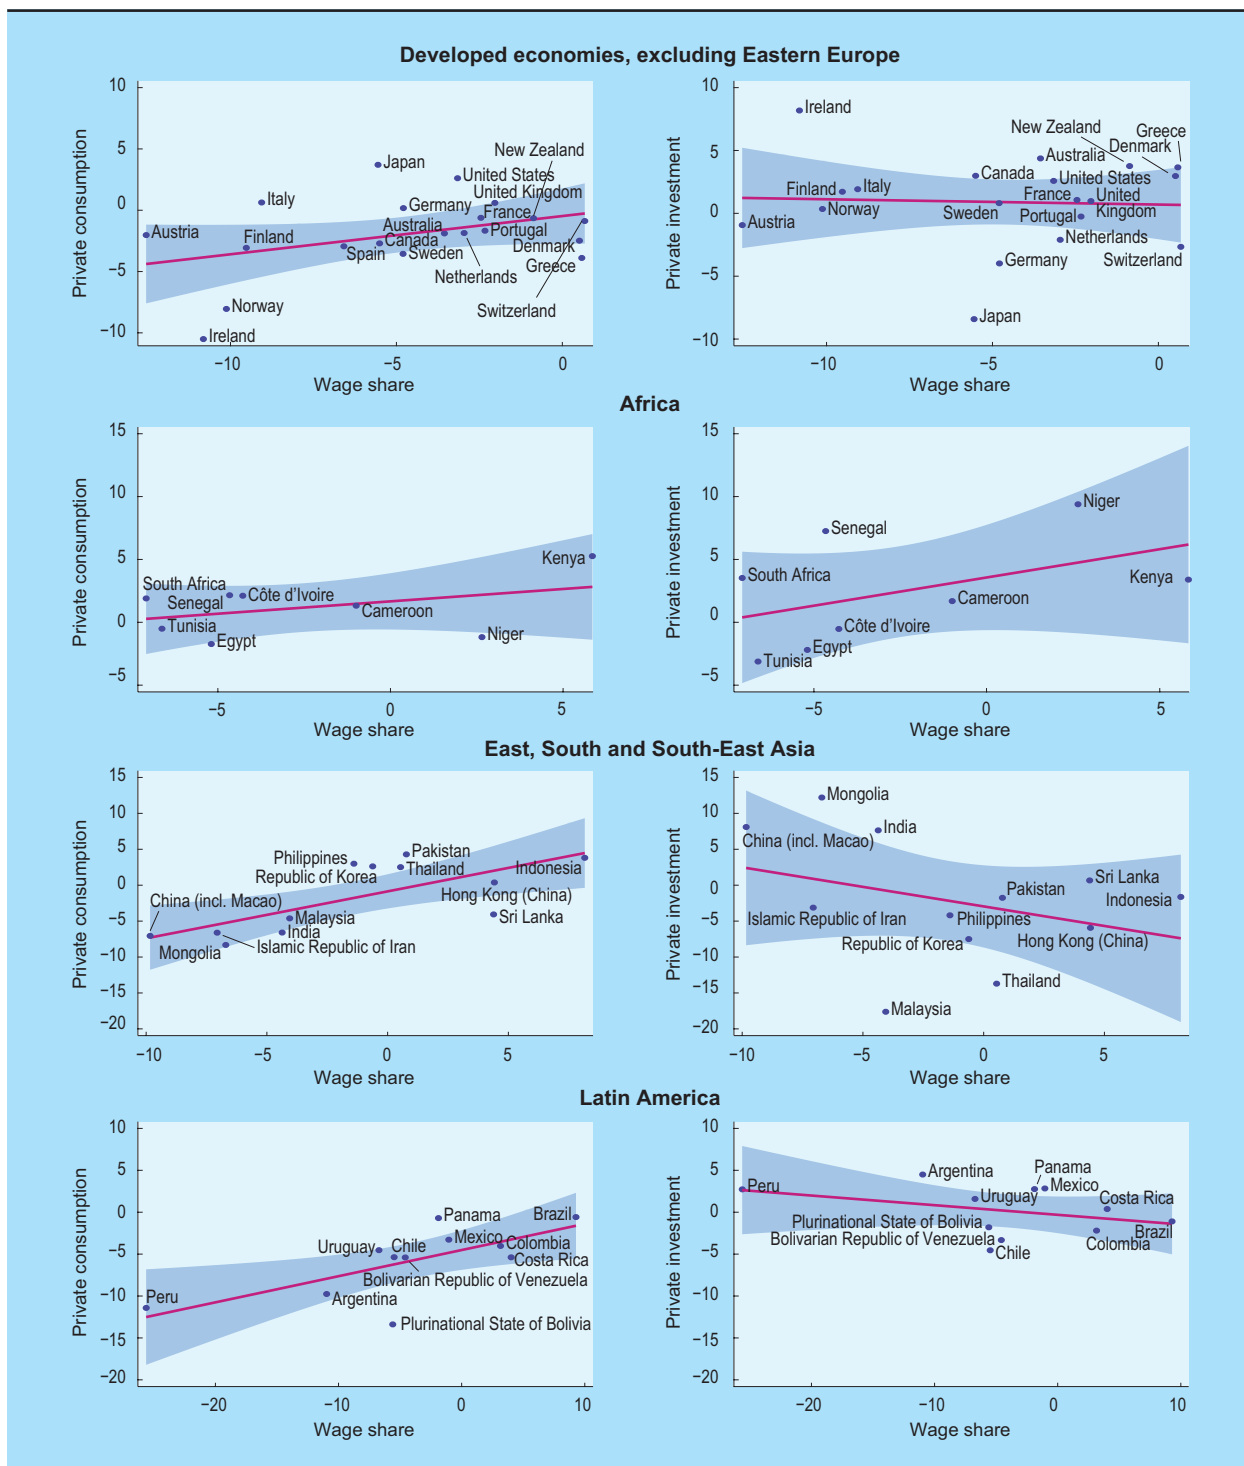 Developed economies, excluding Eastern Europe
Private consumption
10
5
0
−5
−10
Japan
New Zealand
United States
Italy
Germany
United Kingdom
Australia
France
Austria
Finland
Canada
Portugal
Spain
Sweden
Denmark
Netherlands
Greece
Norway
Switzerland
Ireland
−10
−5
0
Wage share
Private investment
10
5
0
−5
−10
Ireland
New Zealand
Greece
Denmark
Australia
Canada
United States
Finland
Italy
France
United
Kingdom
Norway
Sweden
Portugal
Austria
Netherlands
Germany
Switzerland
Japan
−10
−5
0
Wage share
Africa
Private consumption
15
10
5
0
−5
Kenya
South Africa
Senegal
Côte d’Ivoire
Cameroon
Tunisia
Egypt
Niger
−5
0
5
Wage share
Private investment
15
10
5
0
−5
Niger
Senegal
South Africa
Kenya
Cameroon
Côte d’Ivoire
Egypt
Tunisia
−5
0
5
Wage share
East, South and South-East Asia
Private consumption
15
10
5
0
−5
−10
−15
−20
Philippines
Pakistan
Republic of Korea
Thailand
Indonesia
China (incl. Macao)
Hong Kong (China)
Malaysia
Sri Lanka
India
Mongolia
Islamic Republic of Iran
−10
−5
0
5
Wage share
Private investment
15
10
5
0
−5
−10
−15
−20
Mongolia
India
China (incl. Macao)
Sri Lanka
Pakistan
Indonesia
Islamic Republic of Iran
Philippines
Republic of Korea
Hong Kong (China)
Thailand
Malaysia
−10
−5
0
5
Wage share
Latin America
Private consumption
10
5
0
−5
−10
−15
−20
Panama
Brazil
Uruguay
Chile
Mexico
Colombia
Costa Rica
Bolivarian Republic of Venezuela
Peru
Argentina
Plurinational State of Bolivia
−20
−10
0
10
Wage share
Private investment
10
5
0
−5
−10
−15
−20
Argentina
Panama
Peru
Uruguay
Mexico
Costa Rica
Plurinational State of Bolivia
Bolivarian Republic of Venezuela
Brazil
Chile
Colombia
−20
−10
0
10
Wage share